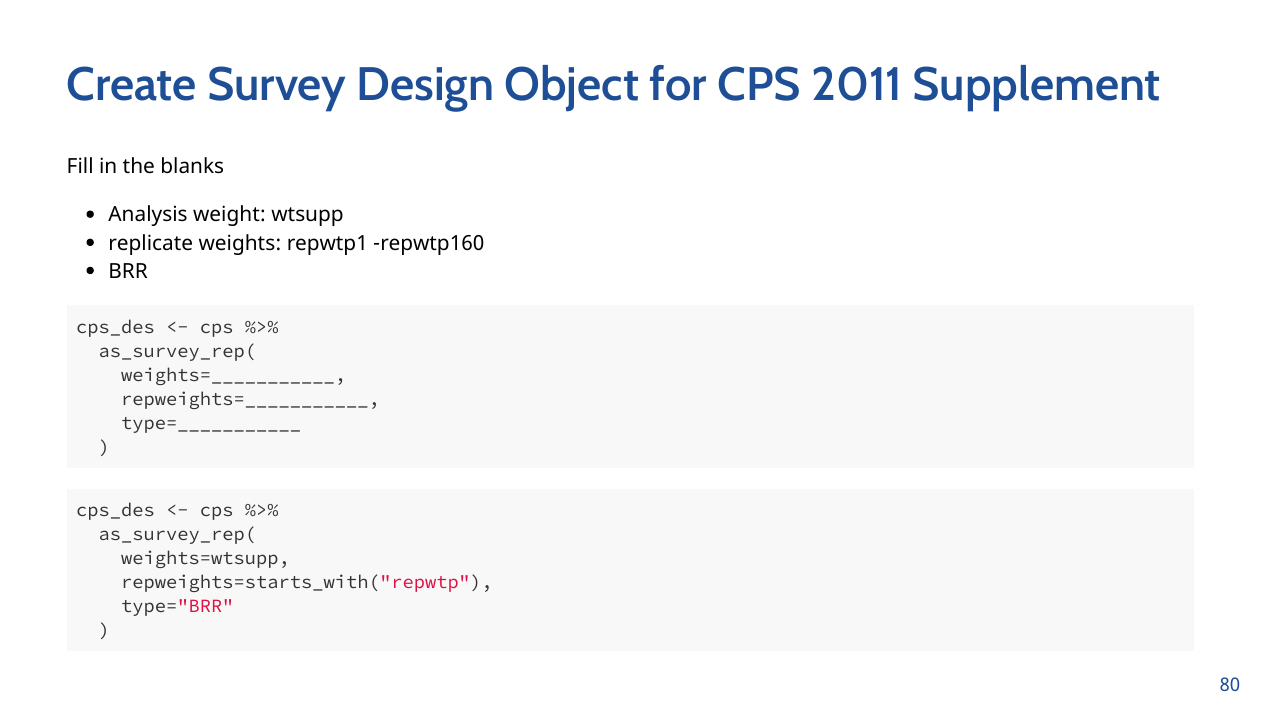 Create Survey Design Object for CPS 2011 Supplement
Fill in the blanks
• Analysis weight: wtsupp
• replicate weights: repwtp1 -repwtp160
• BRR
cps_des <- cps %>%
  as_survey_rep(
    weights=___________,
    repweights=___________,
    type=___________
  )
cps_des <- cps %>%
  as_survey_rep(
    weights=wtsupp,
    repweights=starts_with("repwtp"),
    type="BRR"
  )
80